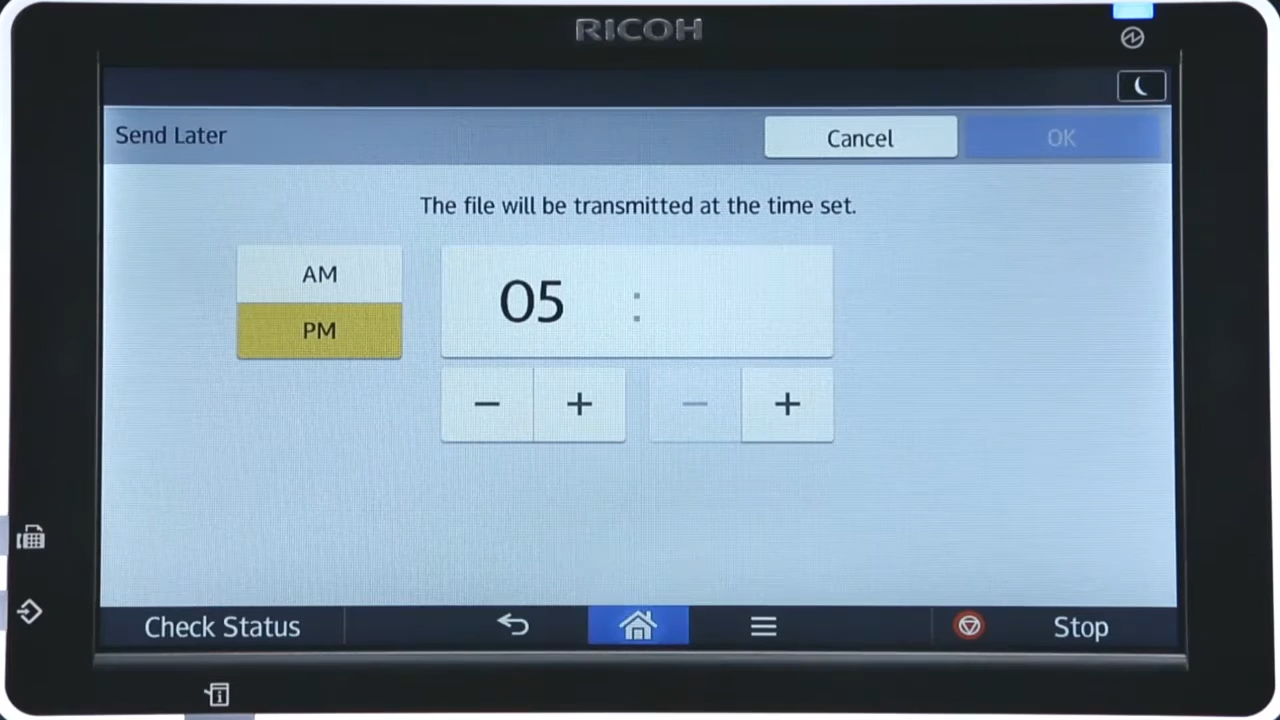 RICOH
Send Later
Cancel
OK
The file will be transmitted at the time set.
AM
PM
05 :
− + − +
Check Status
Stop